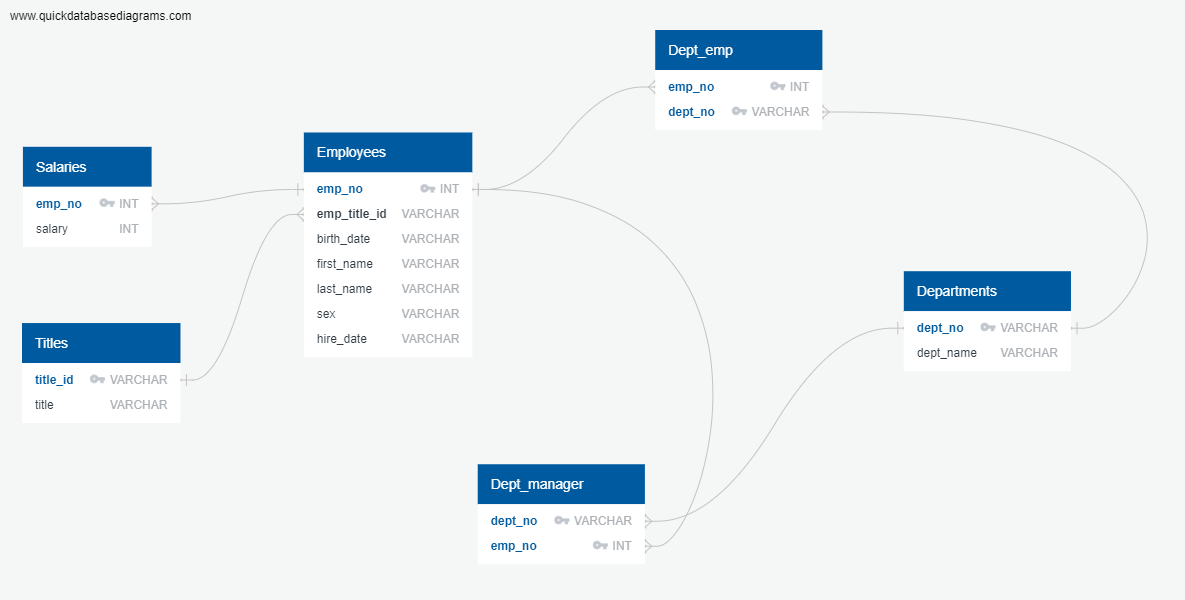 www.quickdatabasediagrams.com
Dept_emp
emp_no INT
dept_no VARCHAR
Employees
emp_no INT
emp_title_id VARCHAR
birth_date VARCHAR
first_name VARCHAR
last_name VARCHAR
sex VARCHAR
hire_date VARCHAR
Salaries
emp_no INT
salary INT
Titles
title_id VARCHAR
title VARCHAR
Departments
dept_no VARCHAR
dept_name VARCHAR
Dept_manager
dept_no VARCHAR
emp_no INT